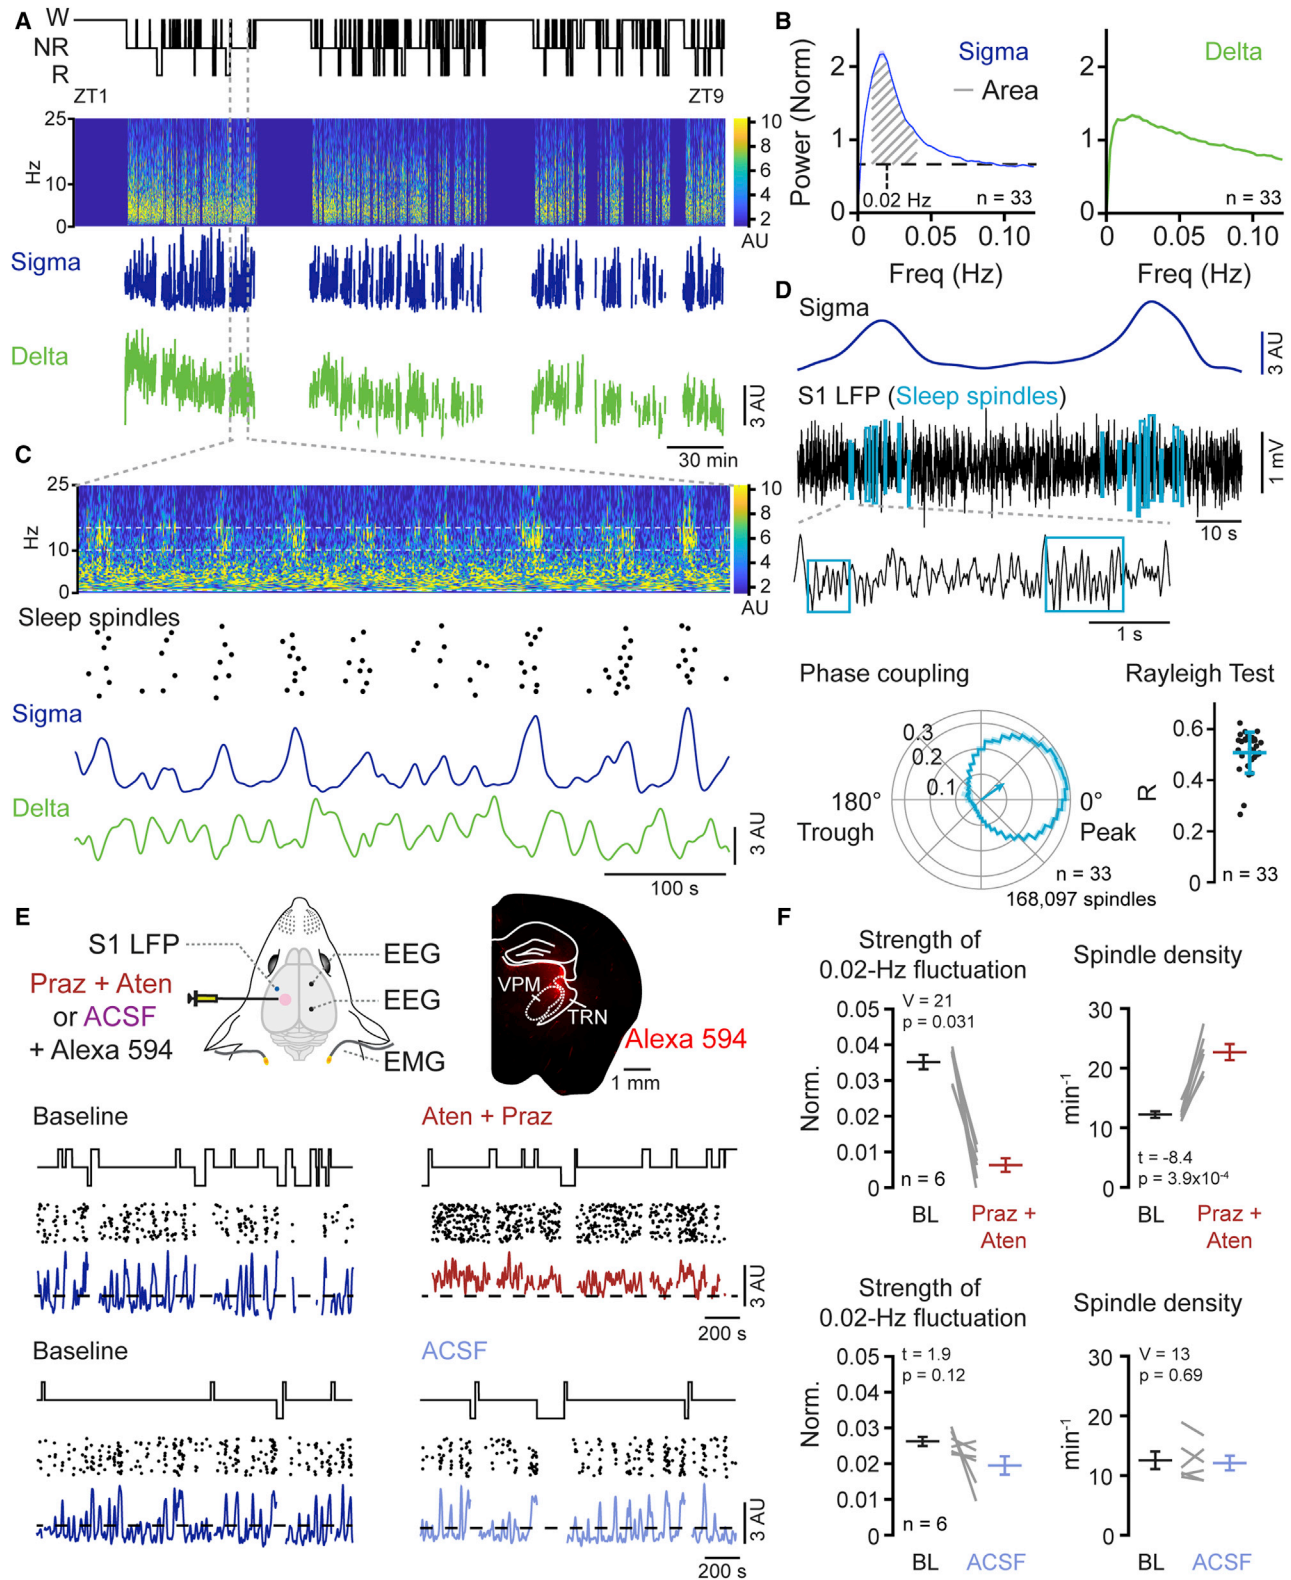 A
W
NR
R
ZT1
ZT9
25
10
0
Hz
10
8
6
4
2
AU
Sigma
Delta
3 AU
30 min
B
Power (Norm)
2
1
0
Sigma
Area
0.02 Hz
n = 33
0
0.05
0.10
Freq (Hz)
2
1
0
Delta
n = 33
0
0.05
0.10
Freq (Hz)
C
25
10
0
Hz
10
8
6
4
2
AU
Sleep spindles
Sigma
Delta
3 AU
100 s
D
Sigma
3 AU
S1 LFP (Sleep spindles)
1 mV
10 s
1 s
Phase coupling
0.3
0.2
0.1
180°
Trough
0°
Peak
n = 33
168,097 spindles
Rayleigh Test
R
0.6
0.4
0.2
0
n = 33
E
S1 LFP
Praz + Aten
or ACSF
+ Alexa 594
EEG
EEG
EMG
VPM
TRN
Alexa 594
1 mm
Baseline
Aten + Praz
3 AU
200 s
Baseline
ACSF
3 AU
200 s
F
Strength of
0.02-Hz fluctuation
Norm.
0.05
0.04
0.03
0.02
0.01
0
V = 21
p = 0.031
n = 6
BL
Praz +
Aten
Spindle density
min-1
30
20
10
0
t = -8.4
p = 3.9x10-4
BL
Praz +
Aten
Strength of
0.02-Hz fluctuation
Norm.
0.05
0.04
0.03
0.02
0.01
0
t = 1.9
p = 0.12
n = 6
BL
ACSF
Spindle density
min-1
30
20
10
0
V = 13
p = 0.69
BL
ACSF